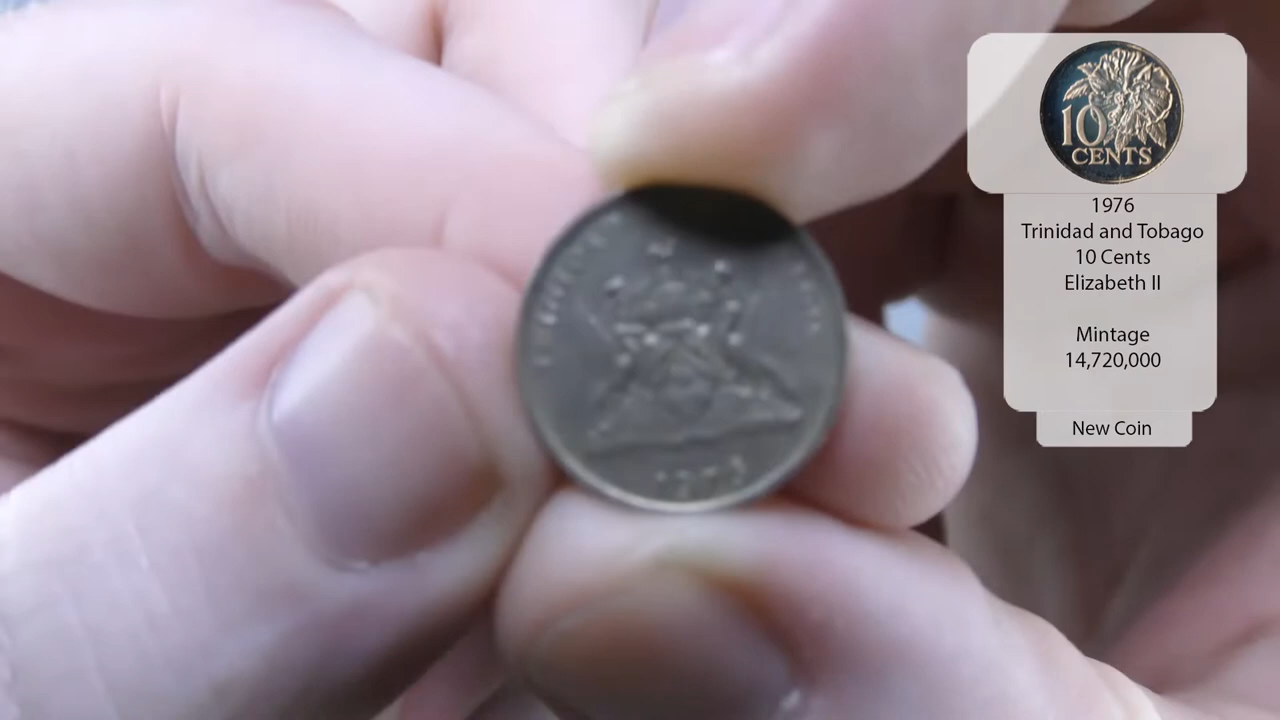 10
CENTS
1976
Trinidad and Tobago
10 Cents
Elizabeth II
Mintage
14,720,000
New Coin